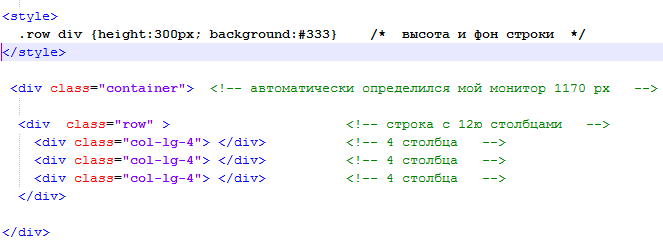 <style>
  .row div {height:300px; background:#333}    /*  высота и фон строки  */
</style>
<div class="container">  <!-- автоматически определился мой монитор 1170 px   -->
<div  class="row" >                      <!-- строка с 12ю столбцами   -->
<div class="col-lg-4"> </div>          <!-- 4 столбца   -->
<div class="col-lg-4"> </div>          <!-- 4 столбца   -->
<div class="col-lg-4"> </div>          <!-- 4 столбца   -->
</div>
</div>